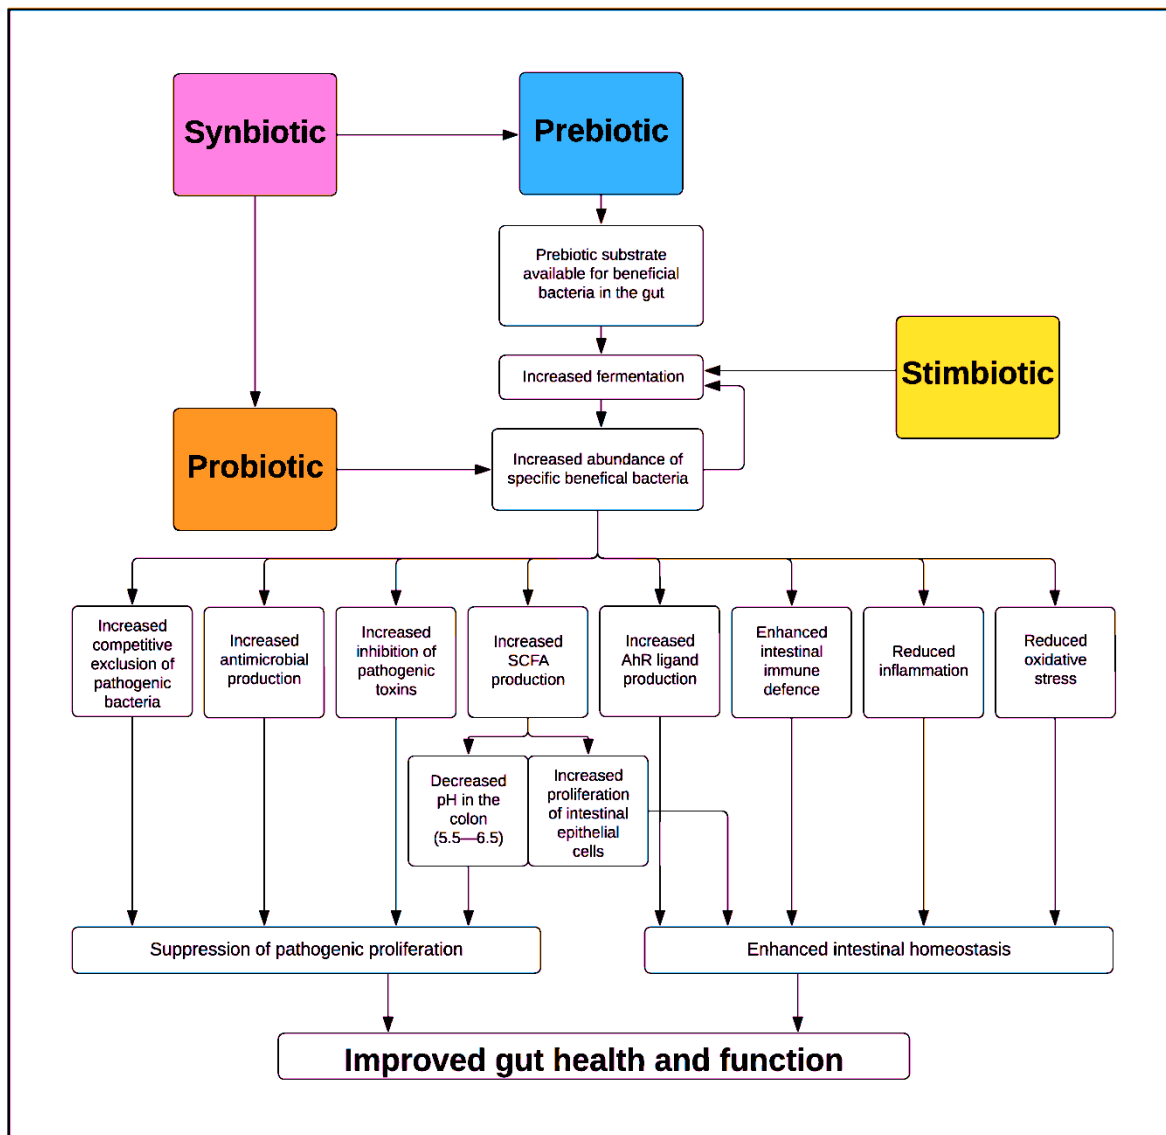 Synbiotic
Prebiotic
Prebiotic substrate
available for beneficial
bacteria in the gut
Stimbiotic
Increased fermentation
Probiotic
Increased abundance of
specific benefical bacteria
Increased
competitive
exclusion of
pathogenic
bacteria
Increased
antimicrobial
production
Increased
inhibition of
pathogenic
toxins
Increased
SCFA
production
Increased
AhR ligand
production
Enhanced
intestinal
immune
defence
Reduced
inflammation
Reduced
oxidative
stress
Decreased
pH in the
colon
(5.5—6.5)
Increased
proliferation
of intestinal
epithelial
cells
Suppression of pathogenic proliferation
Enhanced intestinal homeostasis
Improved gut health and function